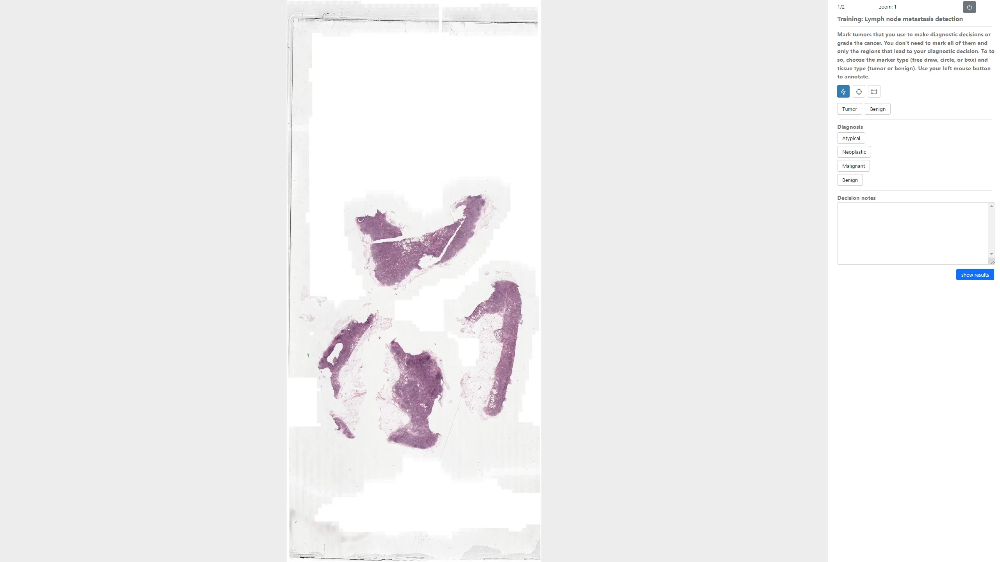 1/2 zoom: 1
Training: Lymph node metastasis detection
Mark tumors that you use to make diagnostic decisions or
grade the cancer. You don't need to mark all of them and
only the regions that lead to your diagnostic decision. To to
so, choose the marker type (free draw, circle, or box) and
tissue type (tumor or benign). Use your left mouse button
to annotate.
Tumor Benign
Diagnosis
Atypical
Neoplastic
Malignant
Benign
Decision notes
show results